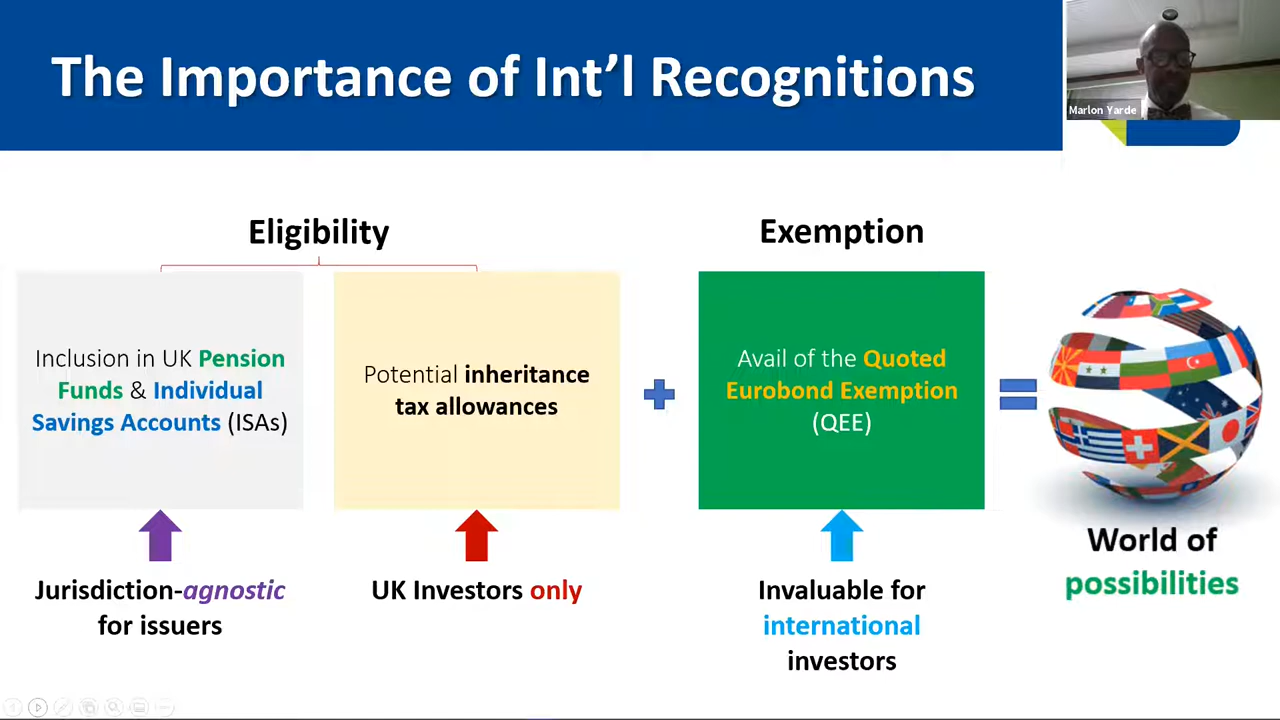 The Importance of Int'l Recognitions
Marlon Yarde
Eligibility
Inclusion in UK Pension
Funds & Individual
Savings Accounts (ISAs)
Potential inheritance
tax allowances
Jurisdiction-agnostic
for issuers
UK Investors only
Exemption
Avail of the Quoted
Eurobond Exemption
(QEE)
Invaluable for
international
investors
World of
possibilities